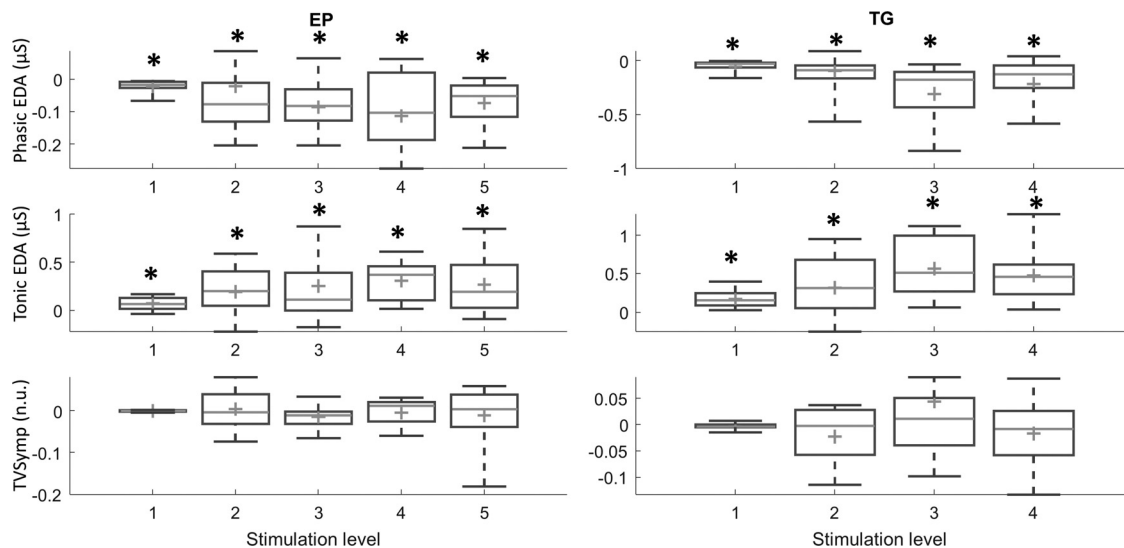 EP
TG
* * * * *
* * * *
Phasic EDA (µS)
0
-0.1
-0.2
1 2 3 4 5
0
-0.5
-1
1 2 3 4
* * * * *
* * * *
Tonic EDA (µS)
1
0.5
0
1 2 3 4 5
1
0.5
0
1 2 3 4
TVSymp (n.u.)
0
-0.1
-0.2
1 2 3 4 5
Stimulation level
0.05
0
-0.05
-0.1
1 2 3 4
Stimulation level